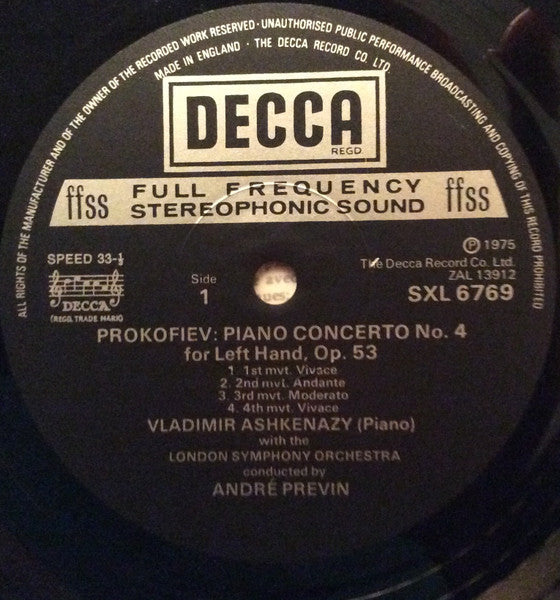 ALL RIGHTS OF THE MANUFACTURER AND OF THE OWNER OF THE RECORDED WORK RESERVED · UNAUTHORISED PUBLIC PERFORMANCE BROADCASTING AND COPYING OF THIS RECORD PROHIBITED
MADE IN ENGLAND · THE DECCA RECORD CO. LTD.
DECCA
REGD.
ffss
FULL FREQUENCY
STEREOPHONIC SOUND
ffss
SPEED 33-⅓
DECCA
(REGD. TRADE MARK)
Side
1
℗ 1975
The Decca Record Co. Ltd.
ZAL 13912
SXL 6769
PROKOFIEV: PIANO CONCERTO No. 4
for Left Hand, Op. 53
1. 1st mvt. Vivace
2. 2nd mvt. Andante
3. 3rd mvt. Moderato
4. 4th mvt. Vivace
VLADIMIR ASHKENAZY (Piano)
with the
LONDON SYMPHONY ORCHESTRA
conducted by
ANDRÉ PREVIN